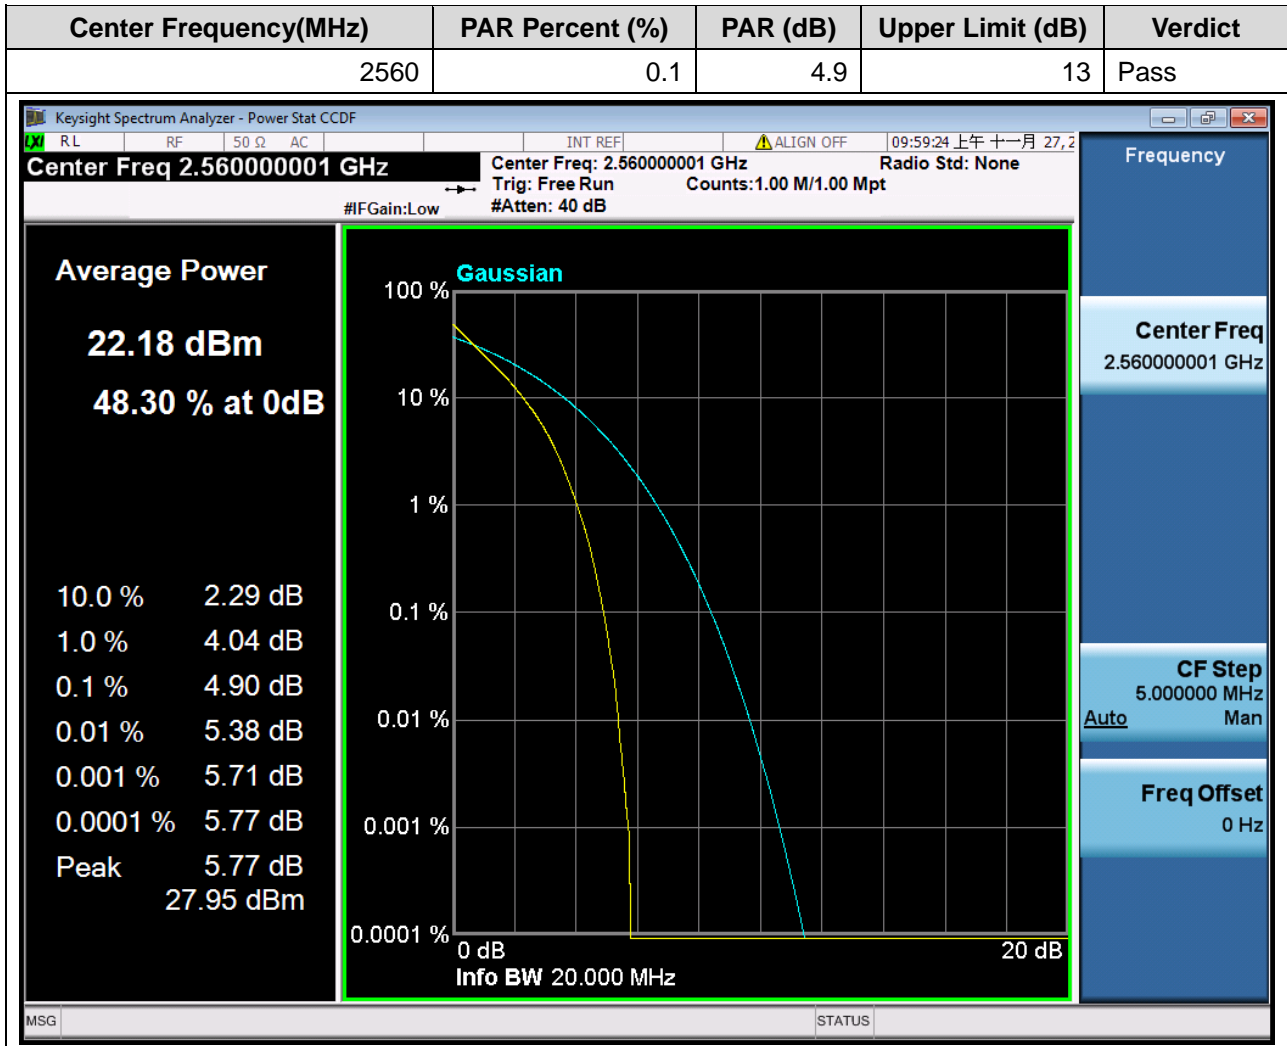 Center Frequency(MHz) PAR Percent (%) PAR (dB) Upper Limit (dB) Verdict
2560 0.1 4.9 13 Pass
Keysight Spectrum Analyzer - Power Stat CCDF
LXI RL RF 50 Ω AC INT REF ALIGN OFF 09:59:24 上午 十一月 27, 2
Center Freq 2.560000001 GHz
Center Freq: 2.560000001 GHz Radio Std: None
Trig: Free Run Counts:1.00 M/1.00 Mpt
#IFGain:Low #Atten: 40 dB
Average Power
22.18 dBm
48.30 % at 0dB
10.0 % 2.29 dB
1.0 % 4.04 dB
0.1 % 4.90 dB
0.01 % 5.38 dB
0.001 % 5.71 dB
0.0001 % 5.77 dB
Peak 5.77 dB
27.95 dBm
Gaussian
100 %
10 %
1 %
0.1 %
0.01 %
0.001 %
0.0001 %
0 dB 20 dB
Info BW 20.000 MHz
Frequency
Center Freq
2.560000001 GHz
CF Step
5.000000 MHz
Auto Man
Freq Offset
0 Hz
MSG STATUS